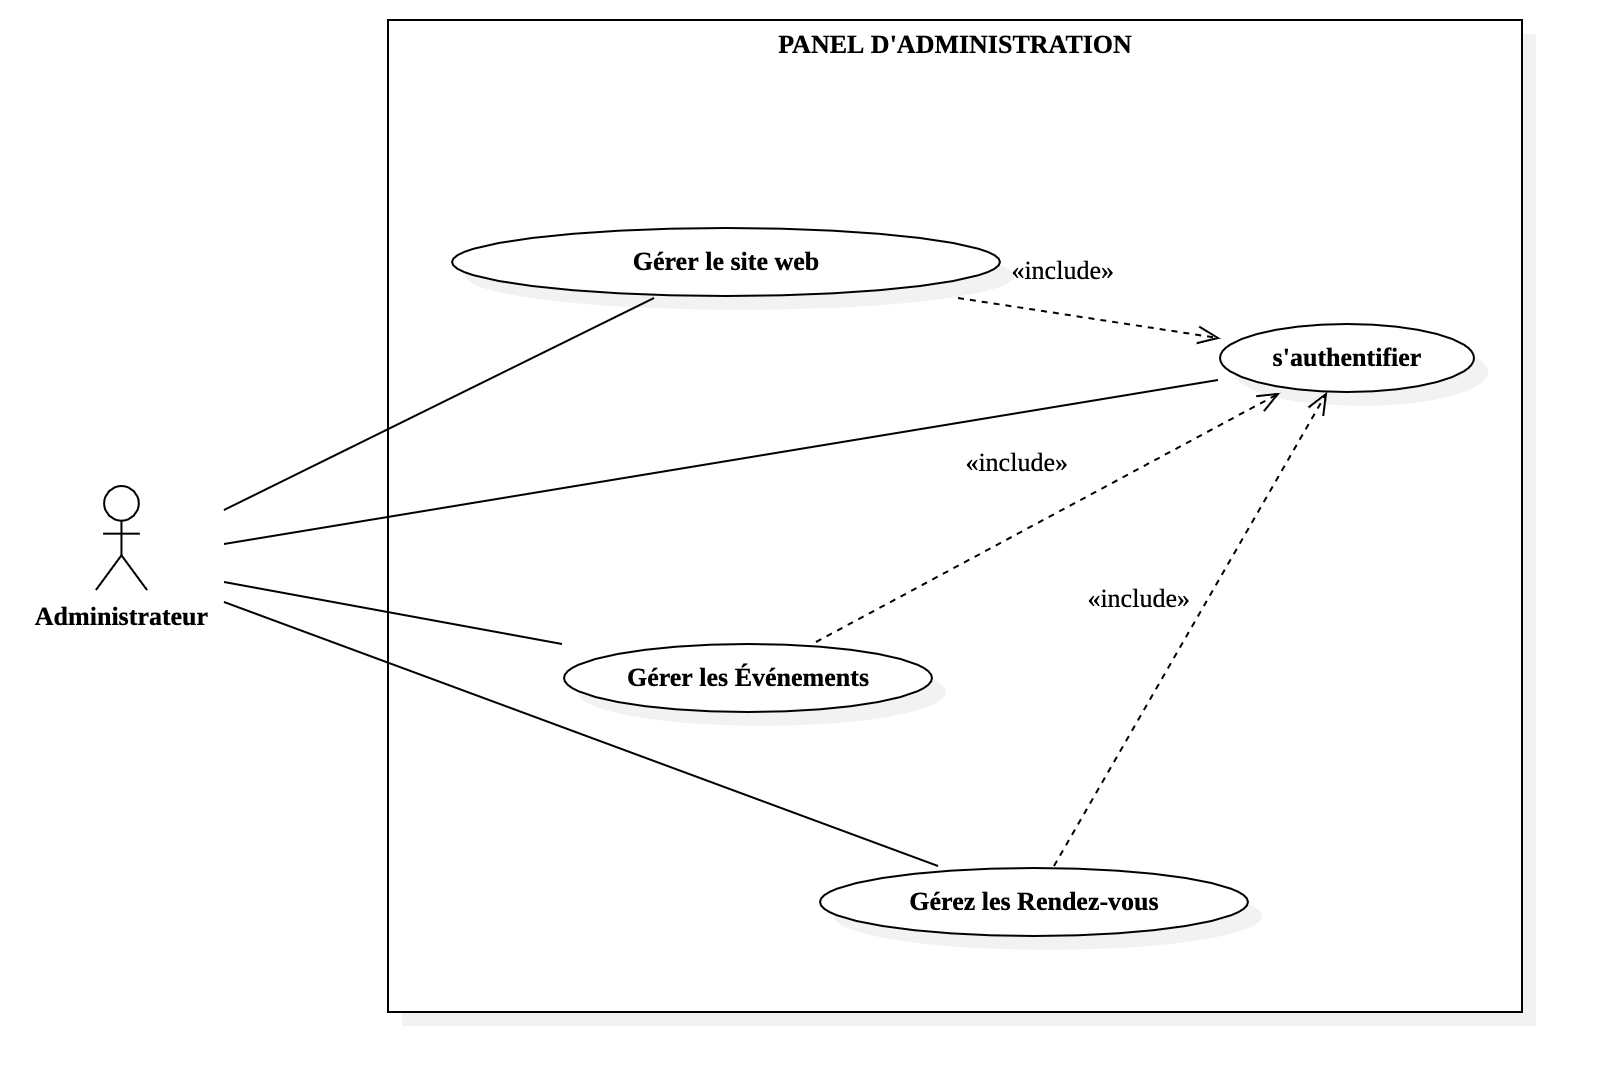 PANEL D'ADMINISTRATION
Gérer le site web
«include»
s'authentifier
«include»
«include»
Administrateur
Gérer les Événements
Gérez les Rendez-vous